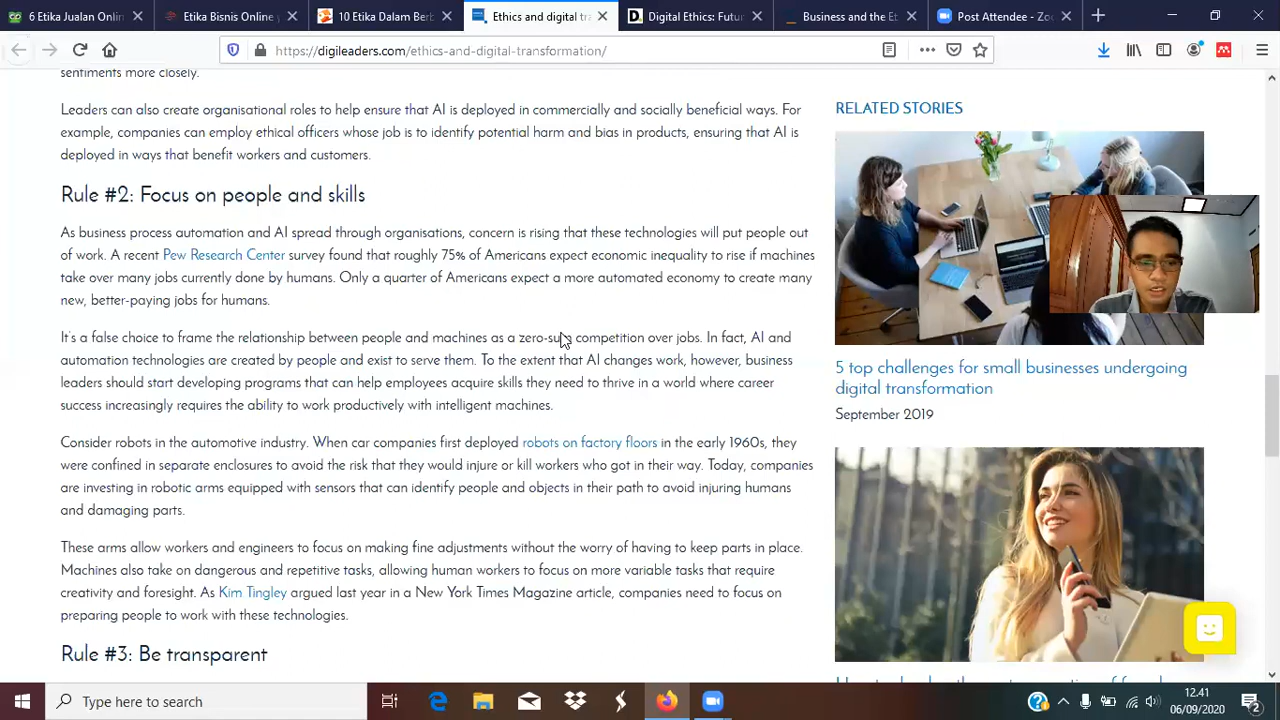 6 Etika Jualan Onlin
Etika Bisnis Online y
10 Etika Dalam Berb
Ethics and digital tr
Digital Ethics: Futur
Business and the Et
Post Attendee - Zoo
https://digileaders.com/ethics-and-digital-transformation/
sentiments more closely.
Leaders can also create organisational roles to help ensure that AI is deployed in commercially and socially beneficial ways. For
example, companies can employ ethical officers whose job is to identify potential harm and bias in products, ensuring that AI is
deployed in ways that benefit workers and customers.
Rule #2: Focus on people and skills
As business process automation and AI spread through organisations, concern is rising that these technologies will put people out
of work. A recent Pew Research Center survey found that roughly 75% of Americans expect economic inequality to rise if machines
take over many jobs currently done by humans. Only a quarter of Americans expect a more automated economy to create many
new, better-paying jobs for humans.
It's a false choice to frame the relationship between people and machines as a zero-sum competition over jobs. In fact, AI and
automation technologies are created by people and exist to serve them. To the extent that AI changes work, however, business
leaders should start developing programs that can help employees acquire skills they need to thrive in a world where career
success increasingly requires the ability to work productively with intelligent machines.
Consider robots in the automotive industry. When car companies first deployed robots on factory floors in the early 1960s, they
were confined in separate enclosures to avoid the risk that they would injure or kill workers who got in their way. Today, companies
are investing in robotic arms equipped with sensors that can identify people and objects in their path to avoid injuring humans
and damaging parts.
These arms allow workers and engineers to focus on making fine adjustments without the worry of having to keep parts in place.
Machines also take on dangerous and repetitive tasks, allowing human workers to focus on more variable tasks that require
creativity and foresight. As Kim Tingley argued last year in a New York Times Magazine article, companies need to focus on
preparing people to work with these technologies.
Rule #3: Be transparent
RELATED STORIES
5 top challenges for small businesses undergoing
digital transformation
September 2019
Type here to search
12.41
06/09/2020
2